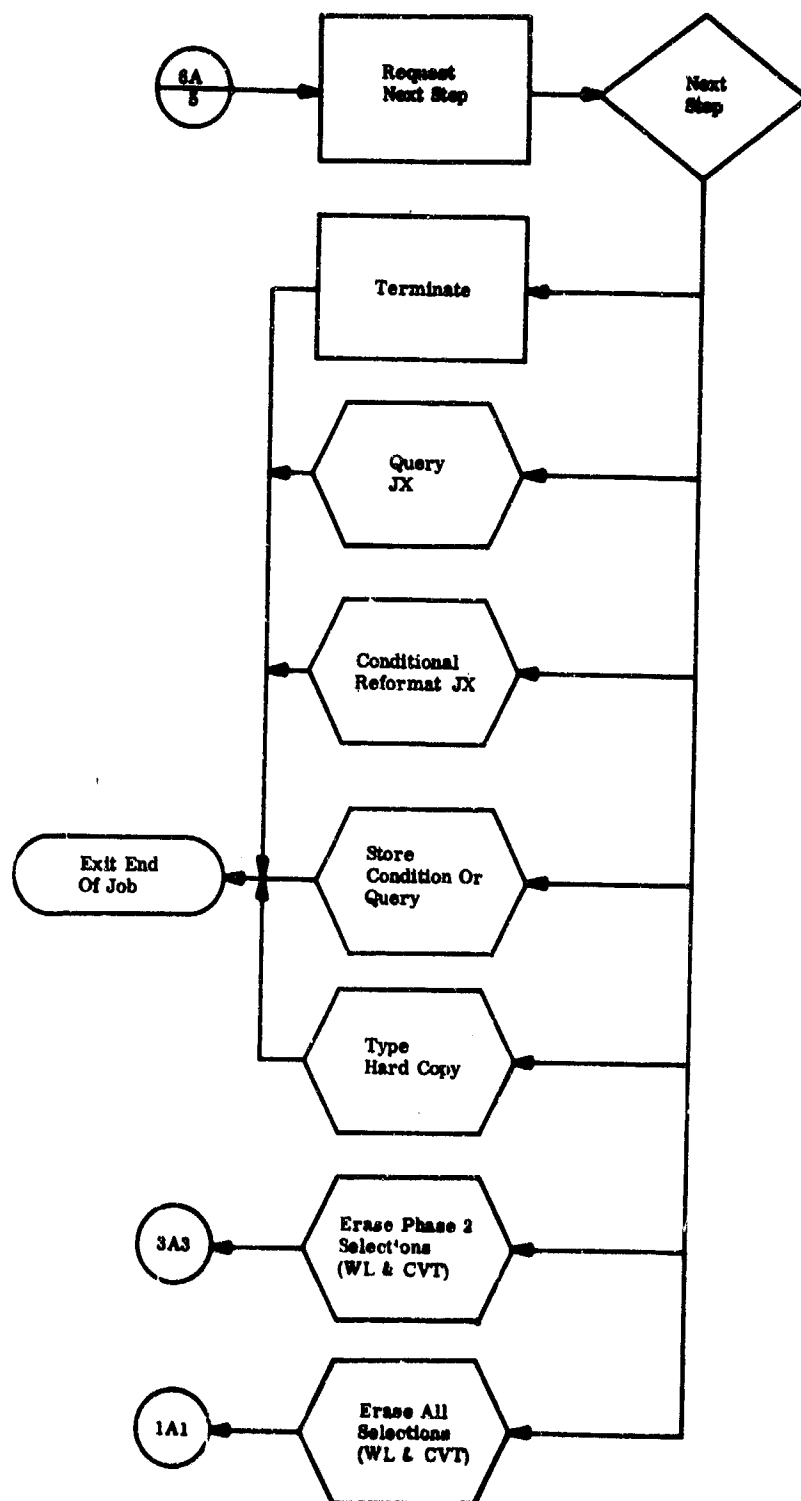 6A
5
Request
Next Step
Next
Step
Terminate
Query
JX
Conditional
Reformat JX
Exit End
Of Job
Store
Condition Or
Query
Type
Hard Copy
3A3
Erase Phase 2
Selections
(WL & CVT)
1A1
Erase All
Selections
(WL & CVT)